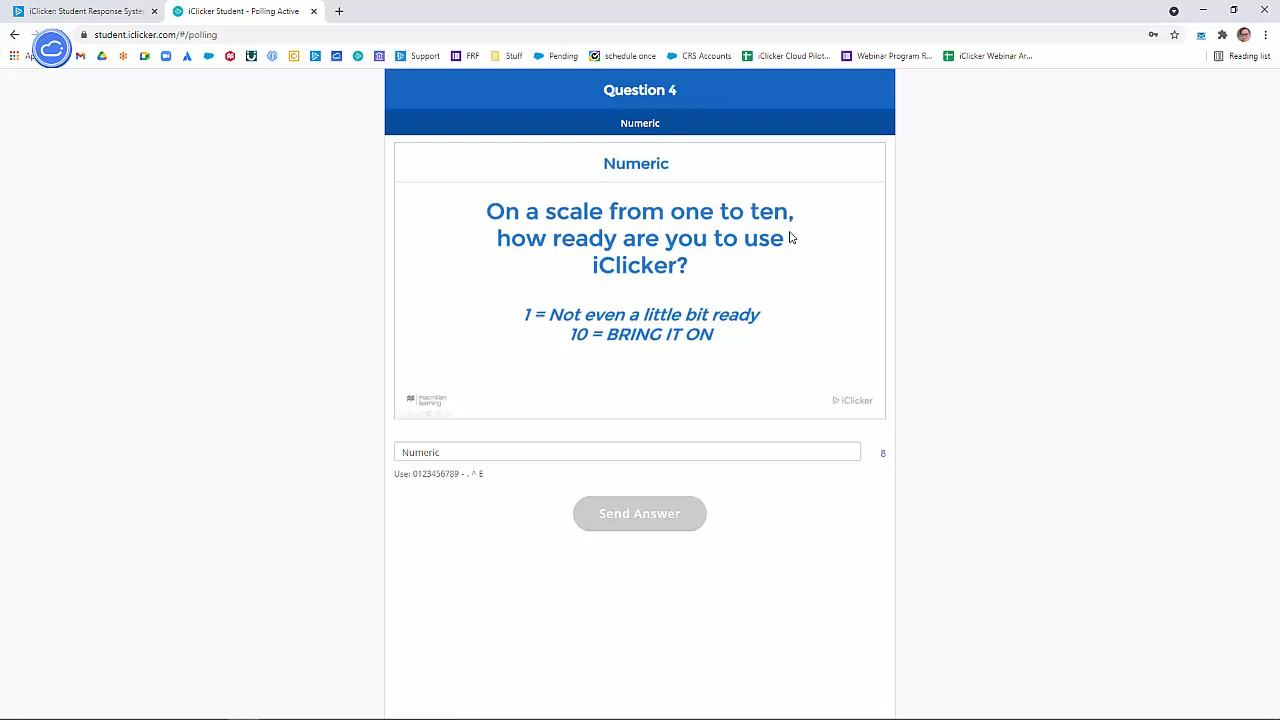 iClicker: Student Response Syste
iClicker Student - Polling Active
student.iclicker.com/#/polling
Support
FRF
Stuff
Pending
schedule once
CRS Accounts
iClicker Cloud Pilot...
Webinar Program R...
iClicker Webinar Ar...
Reading list
Question 4
Numeric
Numeric
On a scale from one to ten,
how ready are you to use
iClicker?
1 = Not even a little bit ready
10 = BRING IT ON
macmillan
learning
iClicker
Numeric
8
Use: 0123456789 - . ^ E
Send Answer